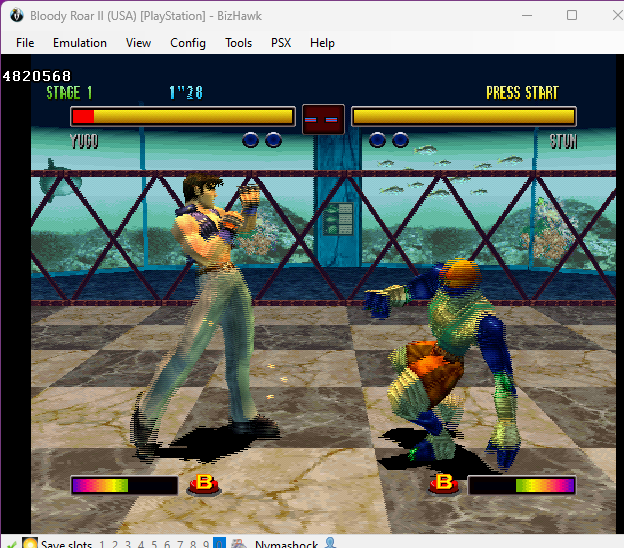 Bloody Roar II (USA) [PlayStation] - BizHawk
File Emulation View Config Tools PSX Help
4820568
STAGE 1 1"28 PRESS START
YUGO STUN
B B
Save slots 1 2 3 4 5 6 7 8 9 0 Nymashock